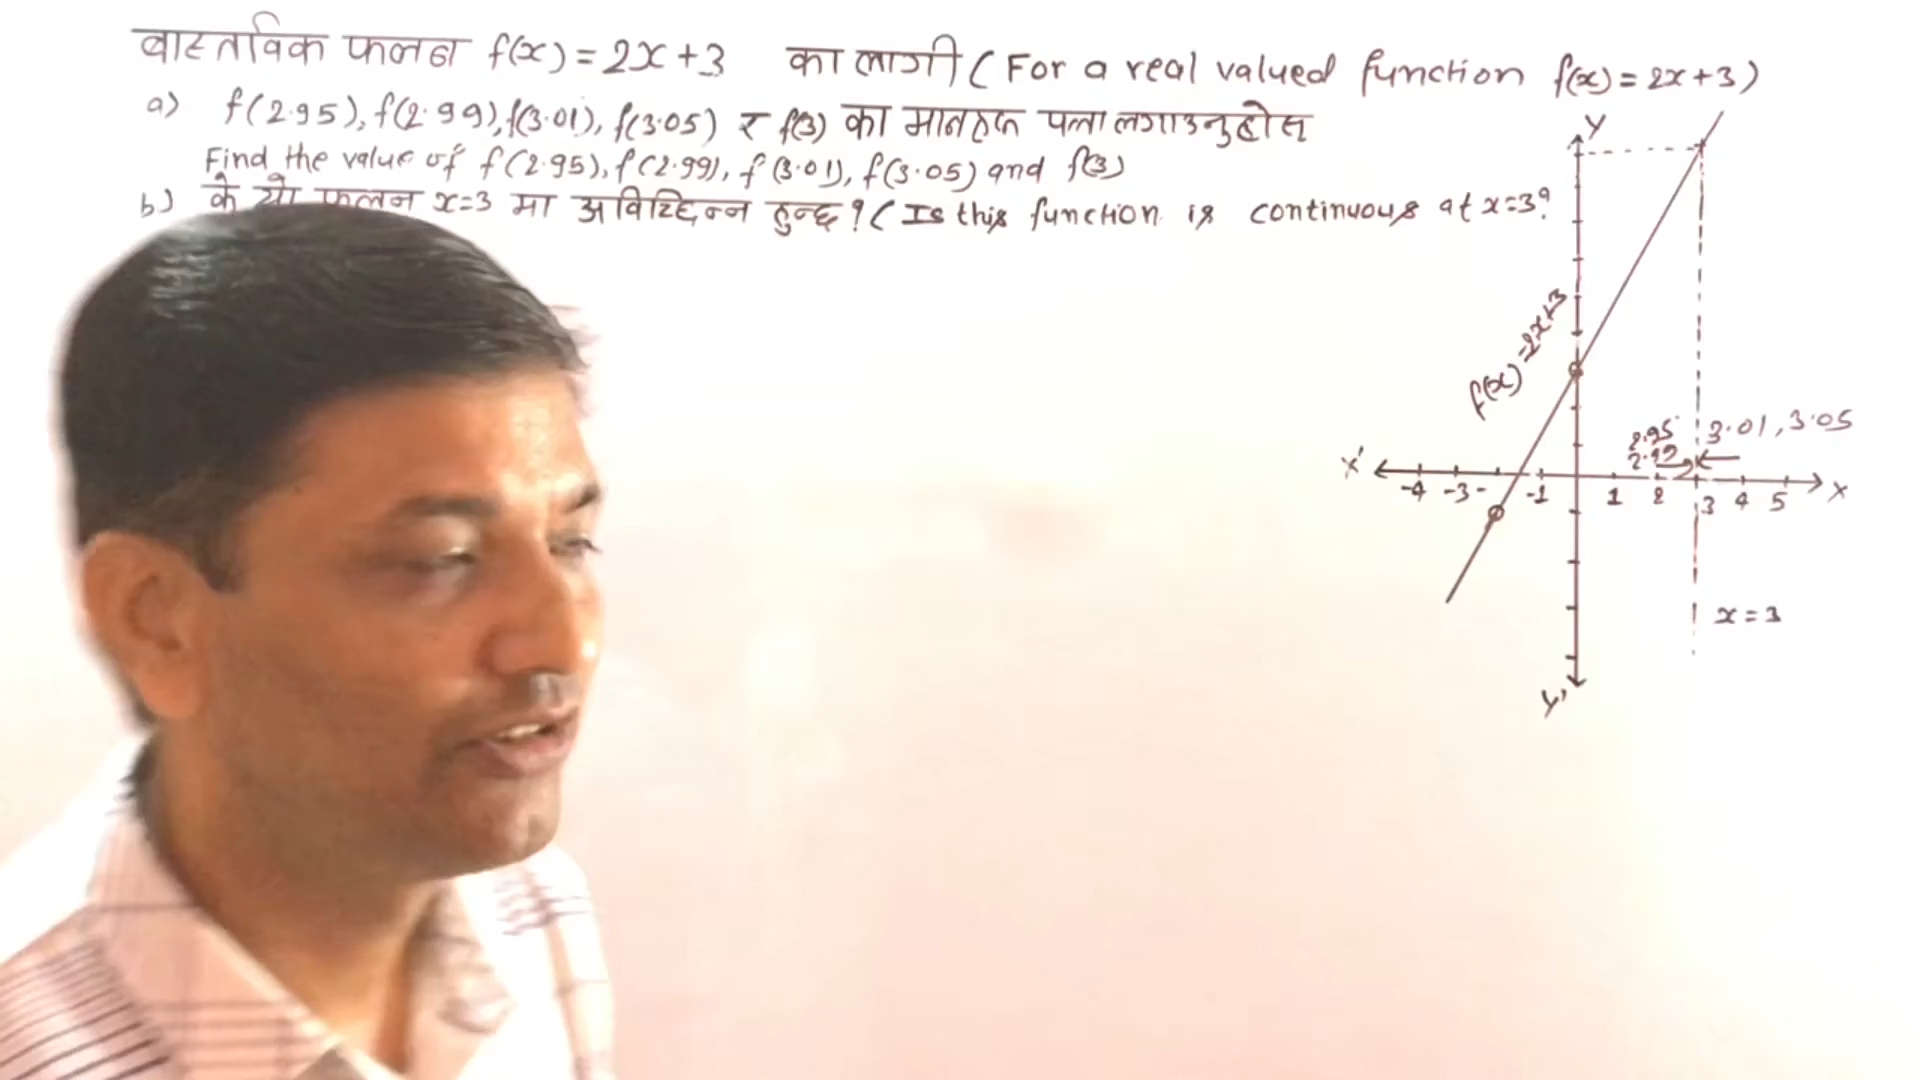 बास्तविक फलन f(x) = 2x + 3 का लागी ( For a real valued function f(x) = 2x + 3 )
a) f(2.95), f(2.99), f(3.01), f(3.05) र f(3) का मानहरू पत्ता लगाउनुहोस
Find the value of f(2.95), f(2.99), f(3.01), f(3.05) and f(3)
b) के यो फलन x=3 मा अविच्छिन्न हुन्छ? ( Is this function is continuous at x=3?
Y
f(x) = 2x+3
2.95 3.01, 3.05
2.99
X' X
-4 -3 - -1 1 2 3 4 5
x = 3
Y'